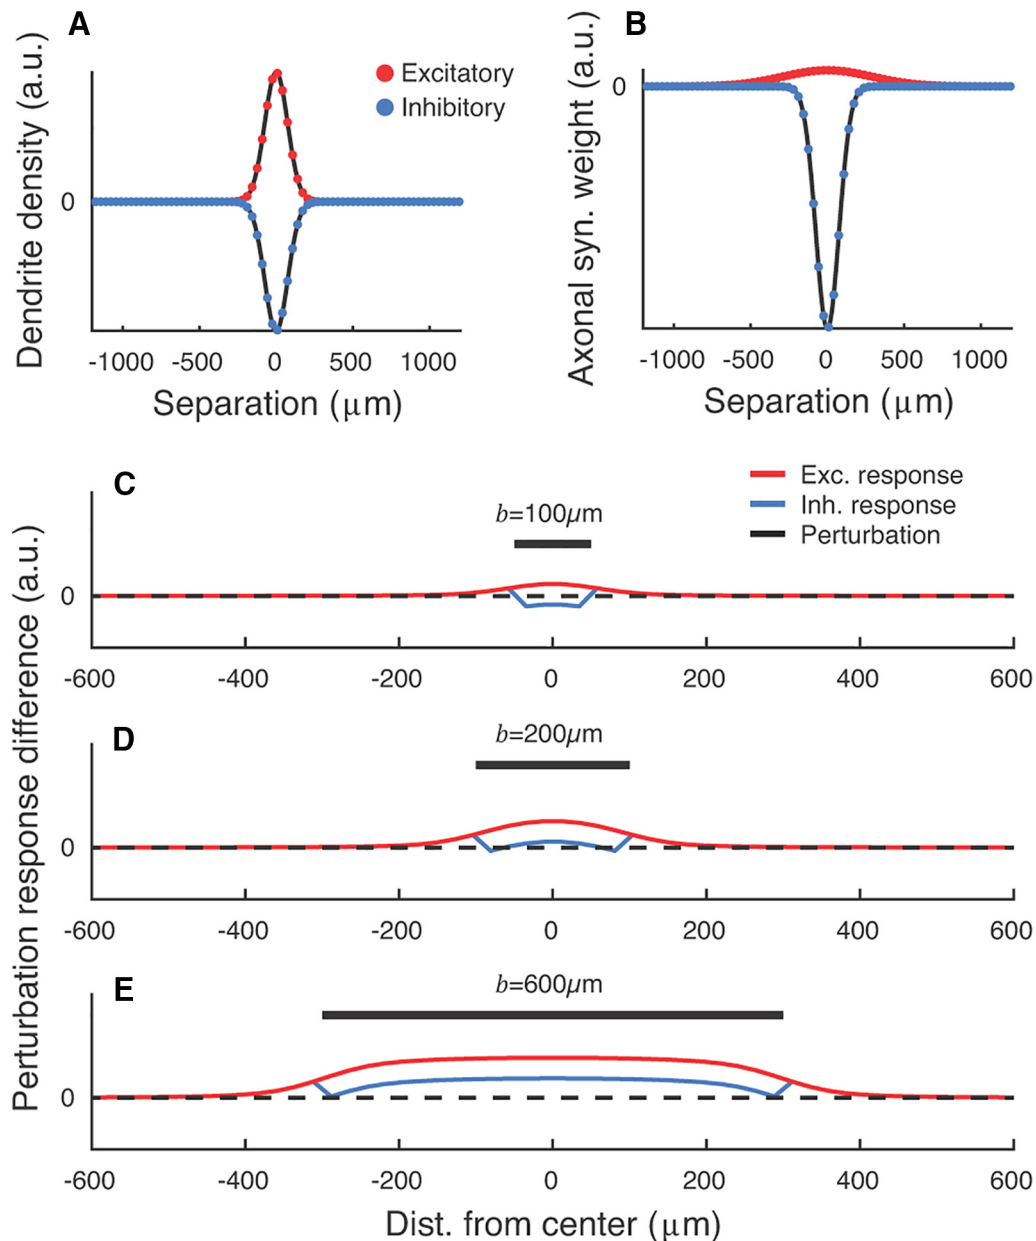 A
Dendrite density (a.u.)
Excitatory
Inhibitory
0
-1000 -500 0 500 1000
Separation (μm)
B
Axonal syn. weight (a.u.)
0
-1000 -500 0 500 1000
Separation (μm)
Perturbation response difference (a.u.)
C
Exc. response
Inh. response
Perturbation
b=100μm
0
-600 -400 -200 0 200 400 600
D
b=200μm
0
-600 -400 -200 0 200 400 600
E
b=600μm
0
-600 -400 -200 0 200 400 600
Dist. from center (μm)